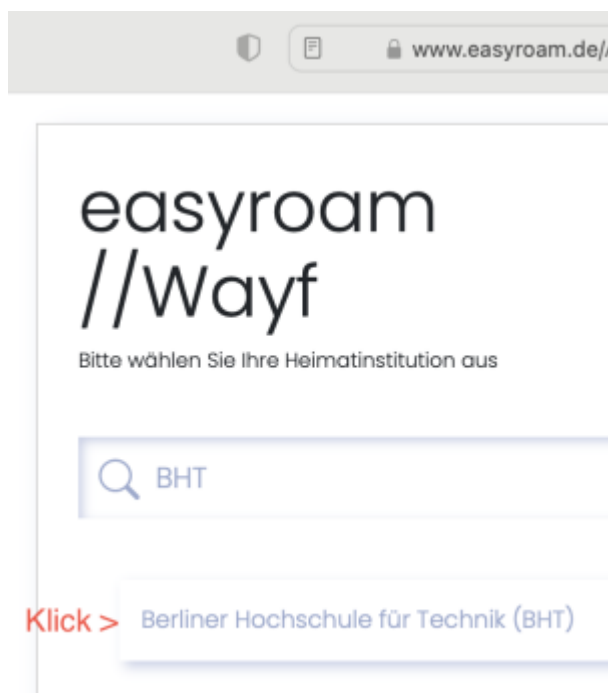 www.easyroam.de/
easyroam
//Wayf
Bitte wählen Sie Ihre Heimatinstitution aus
BHT
Klick > Berliner Hochschule für Technik (BHT)